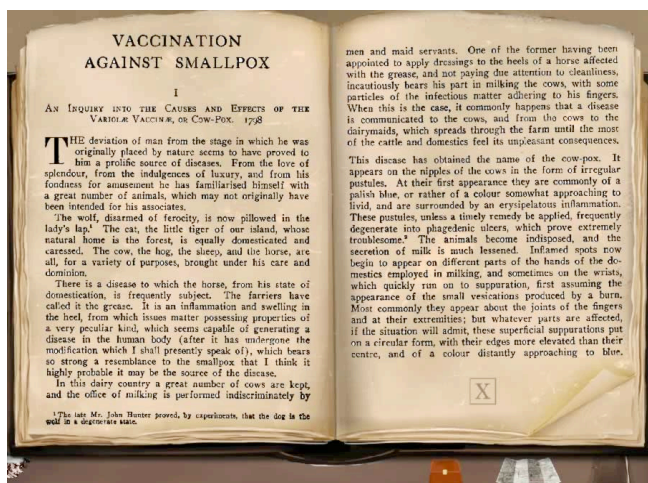 VACCINATION
AGAINST SMALLPOX
I
AN INQUIRY INTO THE CAUSES AND EFFECTS OF THE
VARIOLÆ VACCINÆ, OR COW-POX. 1798
THE deviation of man from the stage in which he was
originally placed by nature seems to have proved to
him a prolific source of diseases. From the love of
splendour, from the indulgences of luxury, and from his
fondness for amusement he has familiarised himself with
a great number of animals, which may not originally have
been intended for his associates.
The wolf, disarmed of ferocity, is now pillowed in the
lady's lap.¹ The cat, the little tiger of our island, whose
natural home is the forest, is equally domesticated and
caressed. The cow, the hog, the sheep, and the horse, are
all, for a variety of purposes, brought under his care and
dominion.
There is a disease to which the horse, from his state of
domestication, is frequently subject. The farriers have
called it the grease. It is an inflammation and swelling in
the heel, from which issues matter possessing properties of
a very peculiar kind, which seems capable of generating a
disease in the human body (after it has undergone the
modification which I shall presently speak of), which bears
so strong a resemblance to the smallpox that I think it
highly probable it may be the source of the disease.
In this dairy country a great number of cows are kept,
and the office of milking is performed indiscriminately by
¹ The late Mr. John Hunter proved, by experiments, that the dog is the
wolf in a degenerate state.
men and maid servants. One of the former having been
appointed to apply dressings to the heels of a horse affected
with the grease, and not paying due attention to cleanliness,
incautiously bears his part in milking the cows, with some
particles of the infectious matter adhering to his fingers.
When this is the case, it commonly happens that a disease
is communicated to the cows, and from the cows to the
dairymaids, which spreads through the farm until the most
of the cattle and domestics feel its unpleasant consequences.
This disease has obtained the name of the cow-pox. It
appears on the nipples of the cows in the form of irregular
pustules. At their first appearance they are commonly of a
palish blue, or rather of a colour somewhat approaching to
livid, and are surrounded by an erysipelatous inflammation.
These pustules, unless a timely remedy be applied, frequently
degenerate into phagedenic ulcers, which prove extremely
troublesome.² The animals become indisposed, and the
secretion of milk is much lessened. Inflamed spots now
begin to appear on different parts of the hands of the do-
mestics employed in milking, and sometimes on the wrists,
which quickly run on to suppuration, first assuming the
appearance of the small vesications produced by a burn.
Most commonly they appear about the joints of the fingers
and at their extremities; but whatever parts are affected,
if the situation will admit, these superficial suppurations put
on a circular form, with their edges more elevated than their
centre, and of a colour distantly approaching to blue.
X